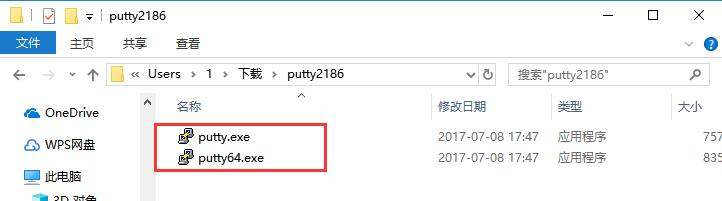 putty2186
文件 主页 共享 查看
Users 1 下载 putty2186 搜索"putty2186"
名称 修改日期 类型 大小
OneDrive
putty.exe 2017-07-08 17:47 应用程序 757
WPS网盘
putty64.exe 2017-07-08 17:47 应用程序 835
此电脑
3D 对象